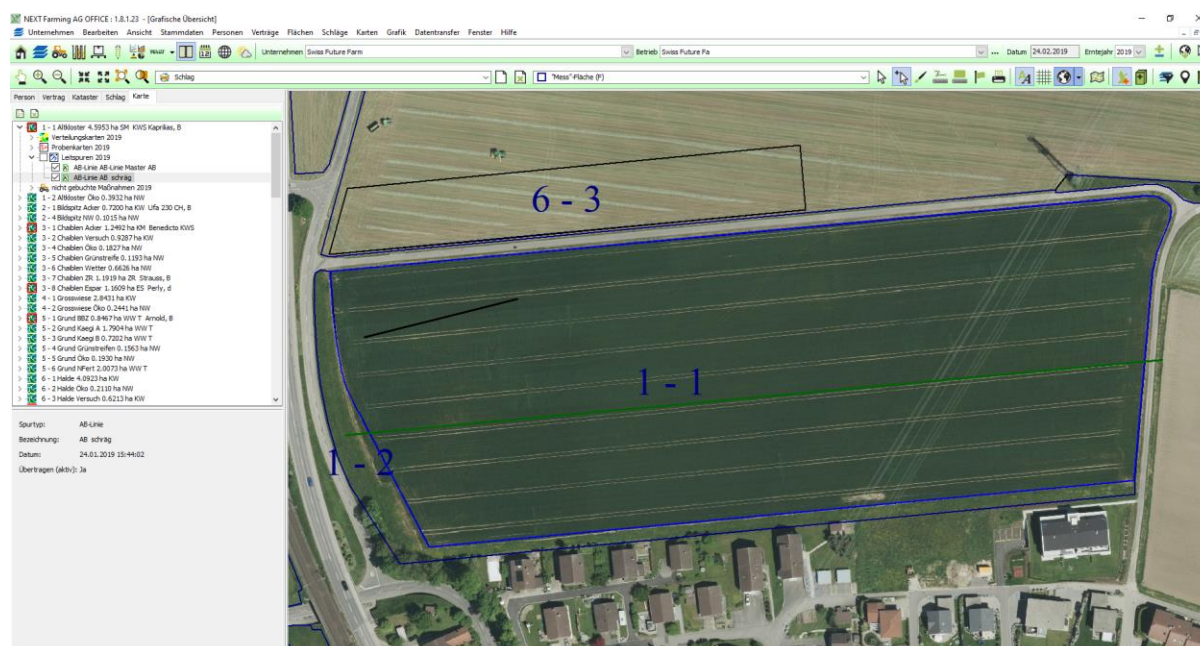 NEXT Farming AG OFFICE : 1.8.1.23 - [Grafische Übersicht]
Unternehmen Bearbeiten Ansicht Stammdaten Personen Verträge Flächen Schläge Karten Grafik Datentransfer Fenster Hilfe
12 Unternehmen Swiss Future Farm Betrieb Swiss Future Fa ... Datum 24.02.2019 Erntejahr 2019
Schlag "Mess"-Fläche (F)
Person Vertrag Kataster Schlag Karte
1 - 1 Altkloster 4.5953 ha SM KWS Kaprilias, B
Verteilungskarten 2019
Probenkarten 2019
Leitspuren 2019
AB-Linie AB-Linie Master AB
AB-Linie AB schräg
nicht gebuchte Maßnahmen 2019
1 - 2 Altkloster Öko 0.3932 ha NW
2 - 1 Bildspitz Acker 0.7200 ha KW Ufa 230 CH, B
2 - 4 Bildspitz NW 0.1015 ha NW
3 - 1 Chaiblen Acker 1.2492 ha KM Benedicto KWS
3 - 2 Chaiblen Versuch 0.9287 ha KW
3 - 4 Chaiblen Öko 0.1827 ha NW
3 - 5 Chaiblen Grünstreife 0.1193 ha NW
3 - 6 Chaiblen Wetter 0.6626 ha NW
3 - 7 Chaiblen ZR 1.1919 ha ZR Strauss, B
3 - 8 Chaiblen Espar 1.1609 ha ES Perly, d
4 - 1 Grosswiese 2.8431 ha KW
4 - 2 Grosswiese Öko 0.2441 ha NW
5 - 1 Grund BBZ 0.8467 ha WW T Arnold, B
5 - 2 Grund Kaegi A 1.7904 ha WW T
5 - 3 Grund Kaegi B 0.7202 ha WW T
5 - 4 Grund Grünstreifen 0.1563 ha NW
5 - 5 Grund Öko 0.1930 ha NW
5 - 6 Grund NFert 2.0073 ha WW T
6 - 1 Halde 4.0923 ha KW
6 - 2 Halde Öko 0.2110 ha NW
6 - 3 Halde Versuch 0.6213 ha KW
Spurtyp: AB-Linie
Bezeichnung: AB schräg
Datum: 24.01.2019 15:44:02
Übertragen (aktiv): Ja
6 - 3
1 - 1
1 - 2